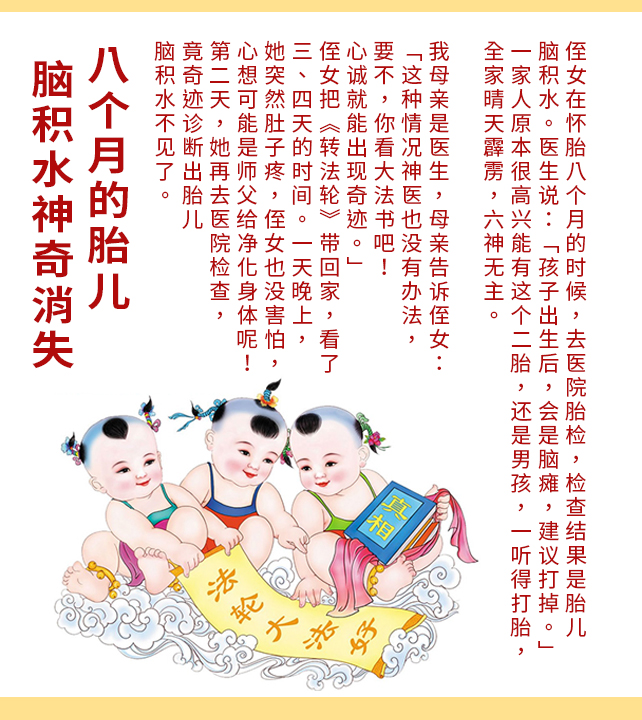 侄女在怀胎八个月的时候，去医院胎检，检查结果是胎儿
脑积水。医生说：「孩子出生后，会是脑瘫，建议打掉。」
一家人原本很高兴能有这个二胎，还是男孩，一听得打胎，
全家晴天霹雳，六神无主。
我母亲是医生，母亲告诉侄女：
「这种情况神医也没有办法，
要不，你看大法书吧！
心诚就能出现奇迹。」
侄女把《转法轮》带回家，看了
三、四天的时间。一天晚上，
她突然肚子疼，侄女也没害怕，
心想可能是师父给净化身体呢！
第二天，她再去医院检查，
竟奇迹诊断出胎儿
脑积水不见了。
八个月的胎儿
脑积水神奇消失
真相
法轮大法好